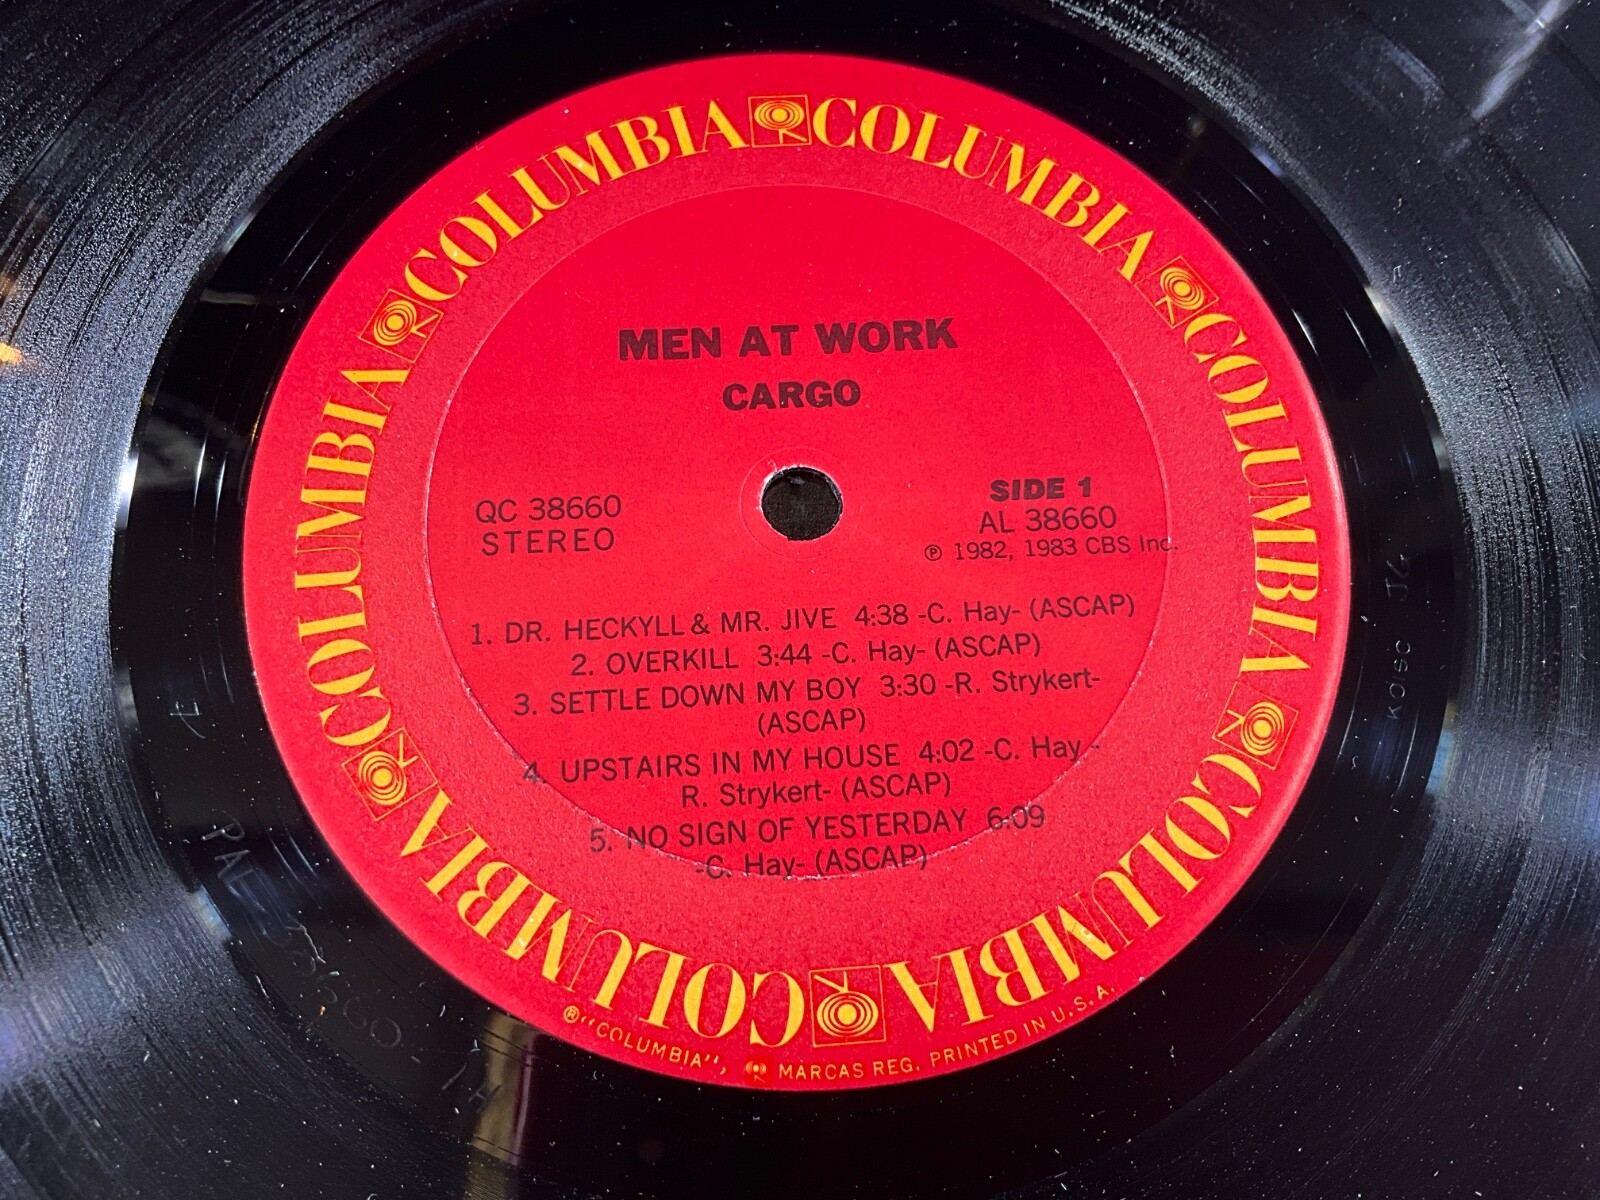 COLUMBIA COLUMBIA COLUMBIA COLUMBIA COLUMBIA COLUMBIA
MEN AT WORK
CARGO
QC 38660
STEREO
SIDE 1
AL 38660
℗ 1982, 1983 CBS Inc.
1. DR. HECKYLL & MR. JIVE 4:38 -C. Hay- (ASCAP)
2. OVERKILL 3:44 -C. Hay- (ASCAP)
3. SETTLE DOWN MY BOY 3:30 -R. Strykert-
(ASCAP)
4. UPSTAIRS IN MY HOUSE 4:02 -C. Hay -
R. Strykert- (ASCAP)
5. NO SIGN OF YESTERDAY 6:09
-C. Hay- (ASCAP)
® "COLUMBIA", MARCAS REG. PRINTED IN U.S.A.